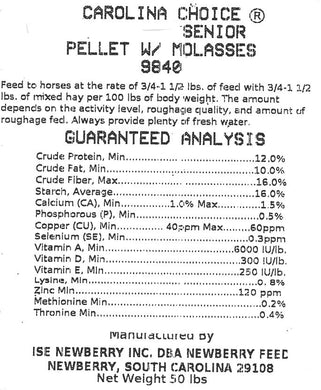 CAROLINA CHOICE ®
SENIOR
PELLET W/ MOLASSES
9840
Feed to horses at the rate of 3/4-1 1/2 lbs. of feed with 3/4-1 1/2
lbs. of mixed hay per 100 lbs of body weight. The amount
depends on the activity level, roughage quality, and amount of
roughage fed. Always provide plenty of fresh water.
GUARANTEED ANALYSIS
Crude Protein, Min...12.0%
Crude Fat, Min...10.0%
Crude Fiber, Max...16.0%
Starch, Average...16.0%
Calcium (CA), Min...1.0% Max...1.5%
Phosphorous (P), Min...0.5%
Copper (CU), Min...40ppm Max...60ppm
Selenium (SE), Min...0.3ppm
Vitamin A, Min...6000 IU/lb.
Vitamin D, Min...300 IU/lb.
Vitamin E, Min...250 IU/lb.
Lysine, Min...0.8%
Zinc Min...120 ppm
Methionine Min...0.2%
Thronine Min...0.4%
Manufactured by
ISE NEWBERRY INC. DBA NEWBERRY FEED
NEWBERRY, SOUTH CAROLINA 29108
Net Weight 50 lbs